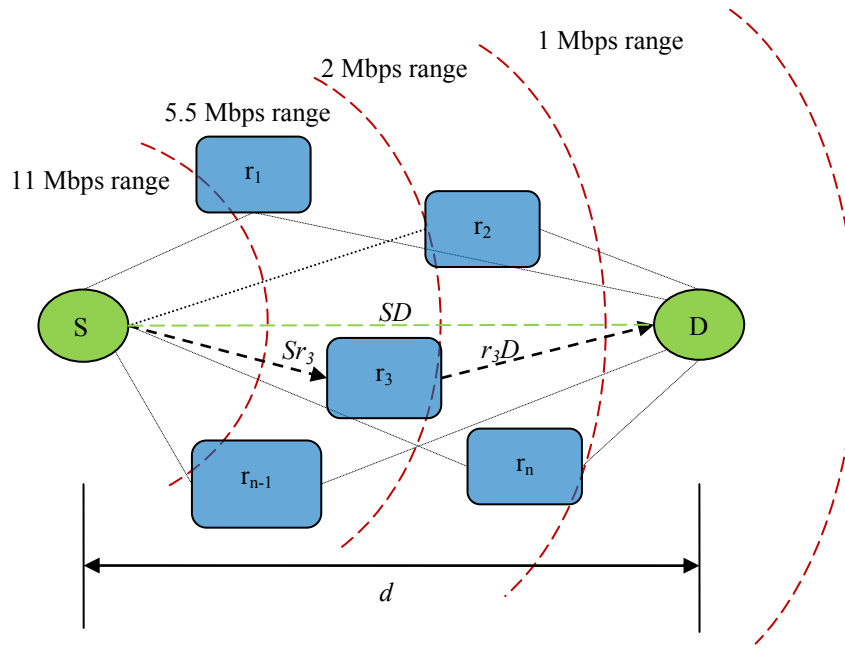 1 Mbps range
2 Mbps range
5.5 Mbps range
11 Mbps range
r1
r2
S
SD
D
Sr3
r3D
r3
rn-1
rn
d